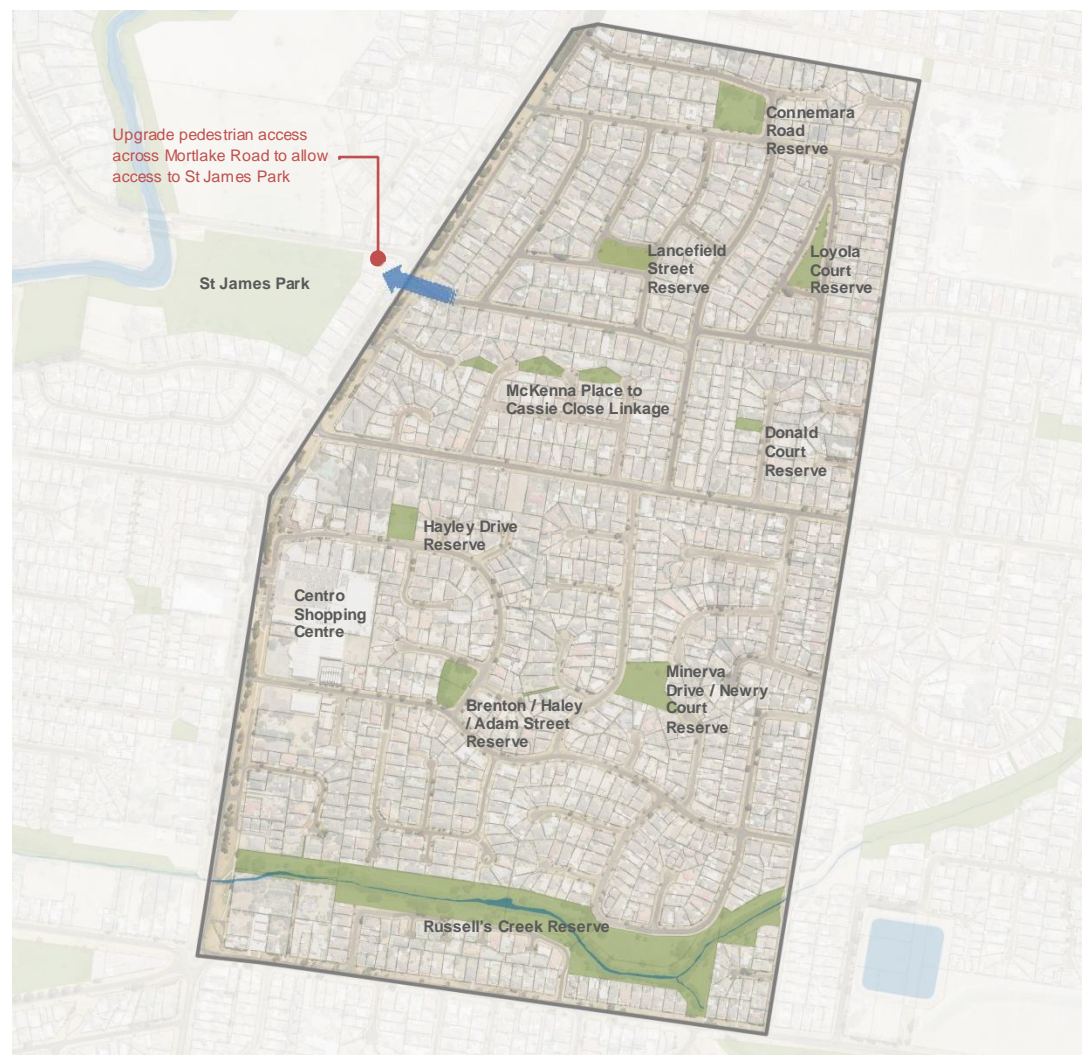 Connemara
Road
Reserve
Upgrade pedestrian access
across Mortlake Road to allow
access to St James Park
Lancefield
Street
Reserve
Loyola
Court
Reserve
St James Park
McKenna Place to
Cassie Close Linkage
Donald
Court
Reserve
Hayley Drive
Reserve
Centro
Shopping
Centre
Minerva
Drive / Newry
Court
Reserve
Brenton / Haley
/ Adam Street
Reserve
Russell's Creek Reserve